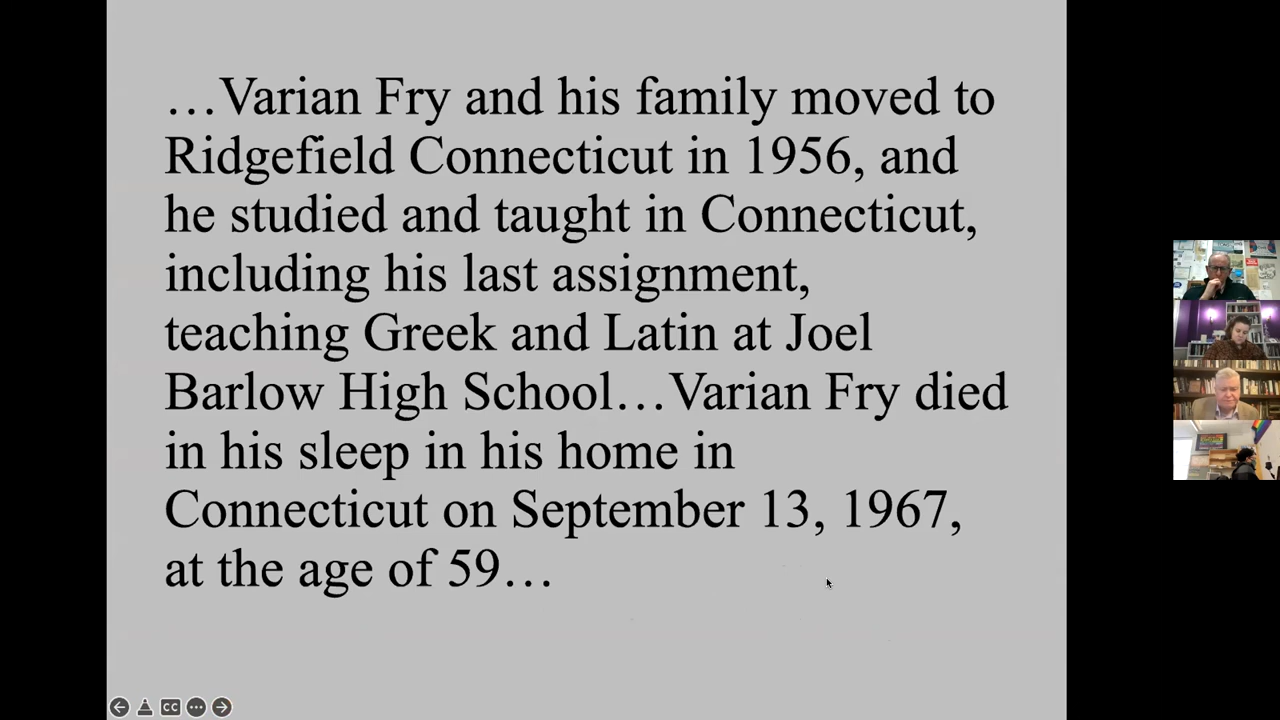 …Varian Fry and his family moved to
Ridgefield Connecticut in 1956, and
he studied and taught in Connecticut,
including his last assignment,
teaching Greek and Latin at Joel
Barlow High School…Varian Fry died
in his sleep in his home in
Connecticut on September 13, 1967,
at the age of 59…
CC